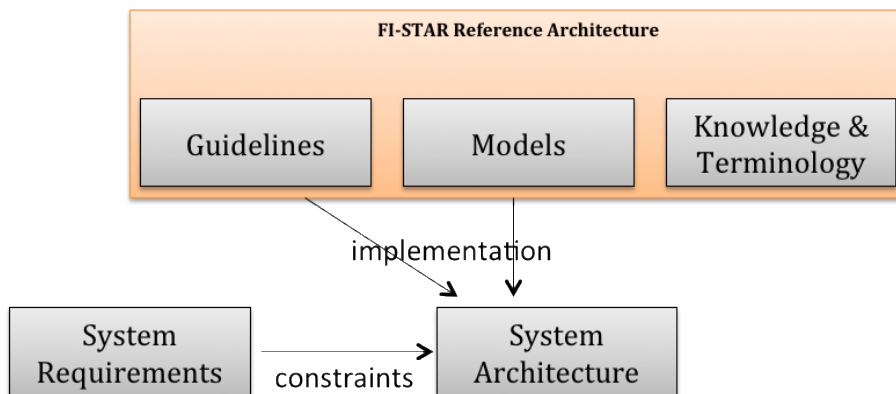 FI-STAR Reference Architecture
Guidelines
Models
Knowledge &
Terminology
implementation
System
Requirements
constraints
System
Architecture